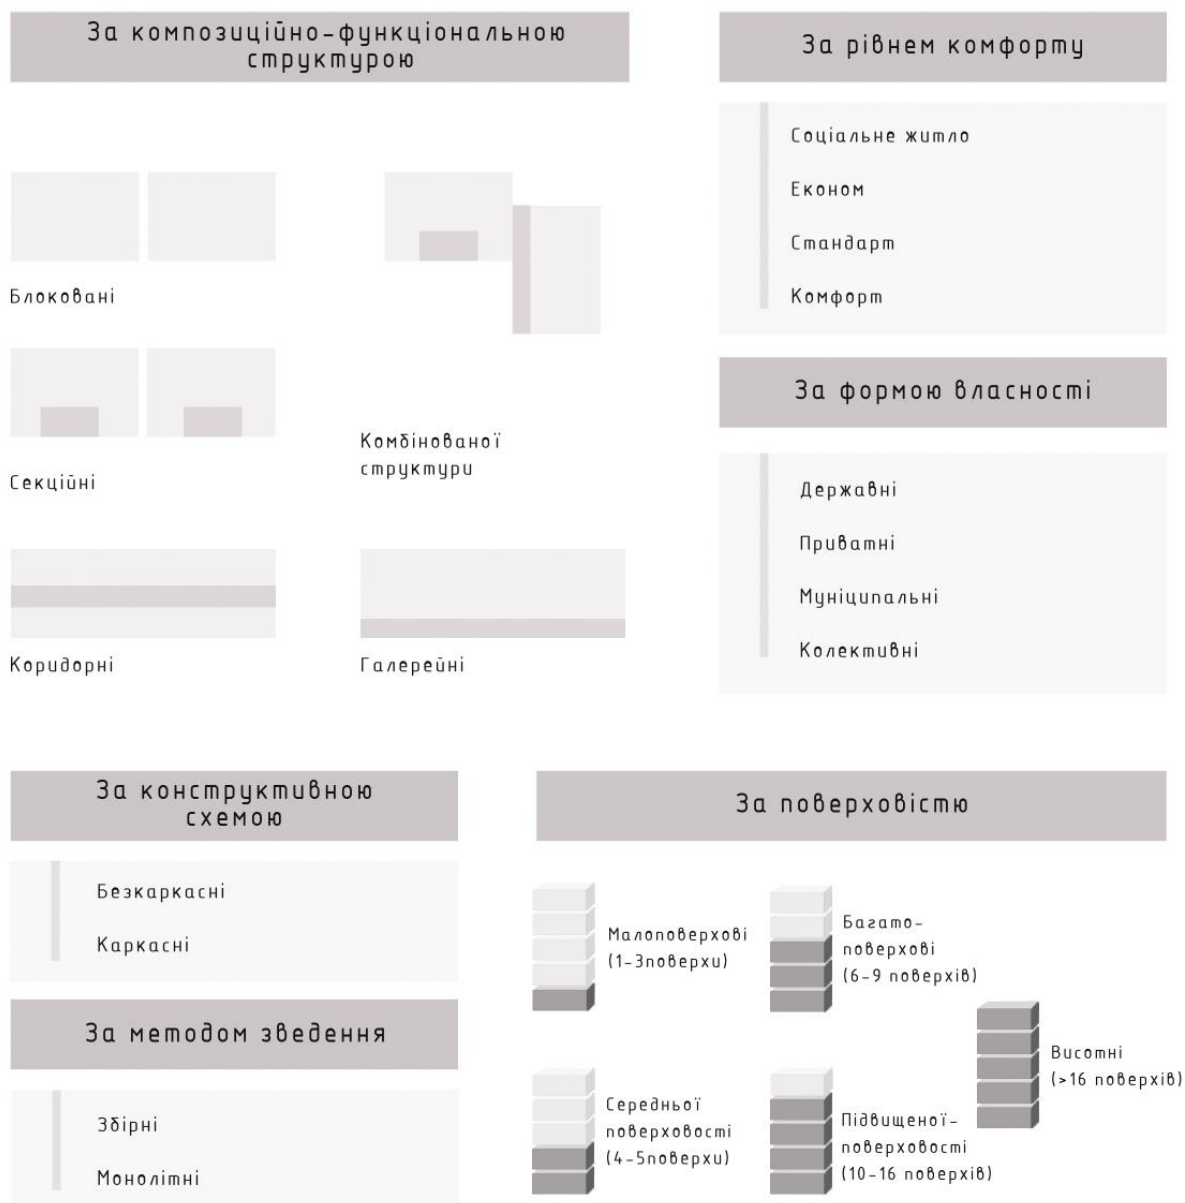 За композиційно-функціональною
структурою
Блоковані
Секційні
Комбінованої
структури
Коридорні
Галерейні
За рівнем комфорту
Соціальне житло
Економ
Стандарт
Комфорт
За формою власності
Державні
Приватні
Муніципальні
Колективні
За конструктивною
схемою
Безкаркасні
Каркасні
За методом зведення
Збірні
Монолітні
За поверховістю
Малоповерхові
(1-3поверхи)
Багато-
поверхові
(6-9 поверхів)
Середньої
поверховості
(4-5поверхи)
Підвищеної-
поверховості
(10-16 поверхів)
Висотні
(>16 поверхів)